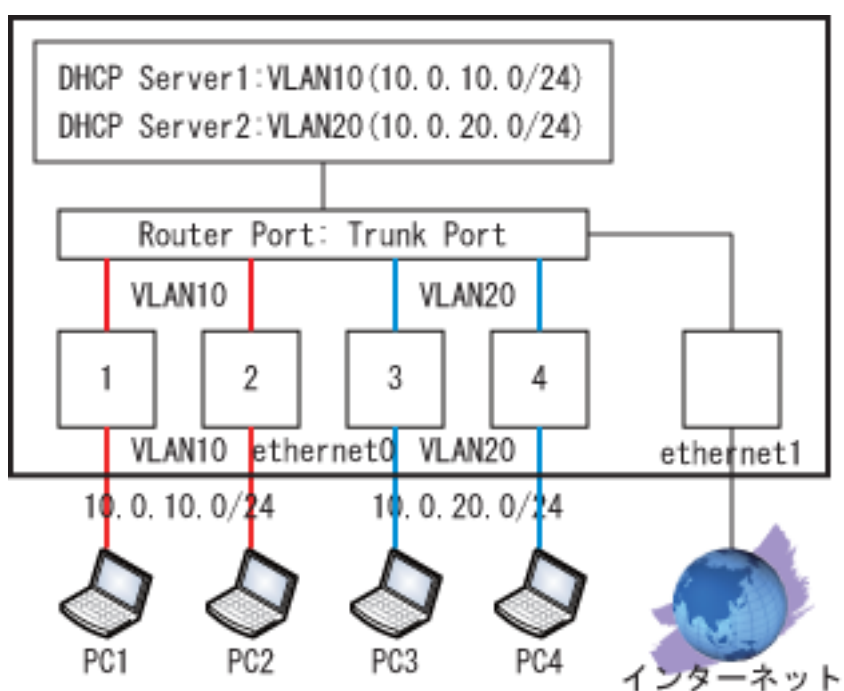 DHCP Server1:VLAN10(10.0.10.0/24)
DHCP Server2:VLAN20(10.0.20.0/24)
Router Port: Trunk Port
VLAN10 VLAN20
1 2 3 4
VLAN10 ethernet0 VLAN20 ethernet1
10.0.10.0/24 10.0.20.0/24
PC1 PC2 PC3 PC4
インターネット